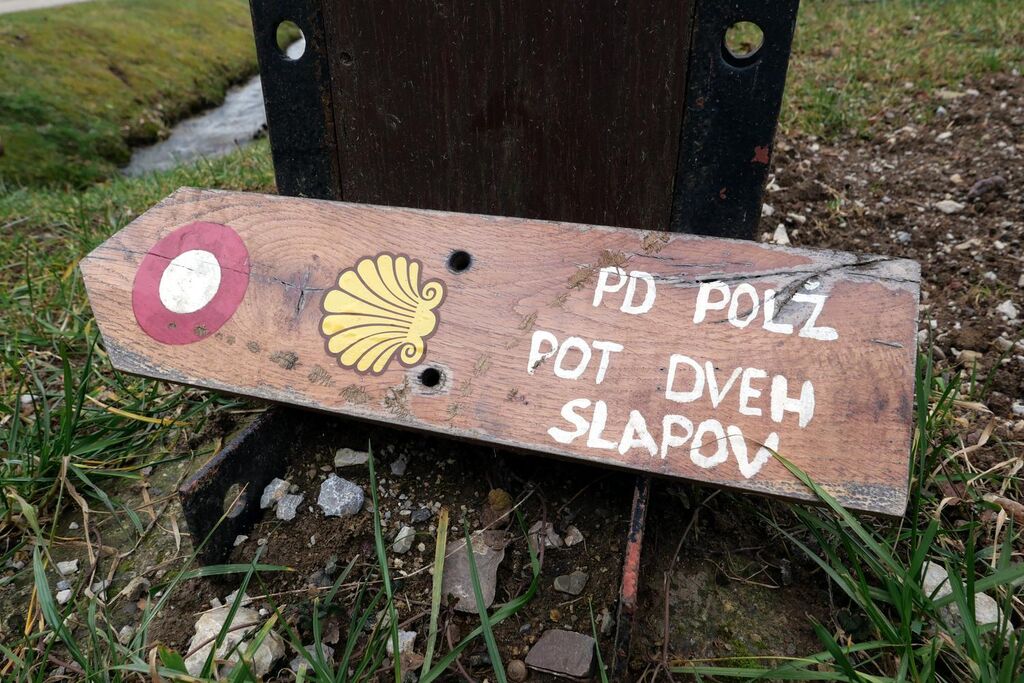 PD POLŽ
POT DVEH
SLAPOV